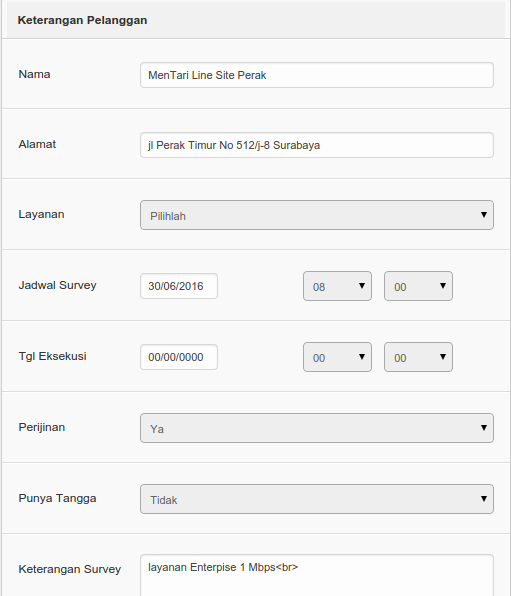 Keterangan Pelanggan
Nama MenTari Line Site Perak
Alamat jl Perak Timur No 512/j-8 Surabaya
Layanan Pilihlah
Jadwal Survey 30/06/2016 08 00
Tgl Eksekusi 00/00/0000 00 00
Perijinan Ya
Punya Tangga Tidak
Keterangan Survey layanan Enterpise 1 Mbps<br>